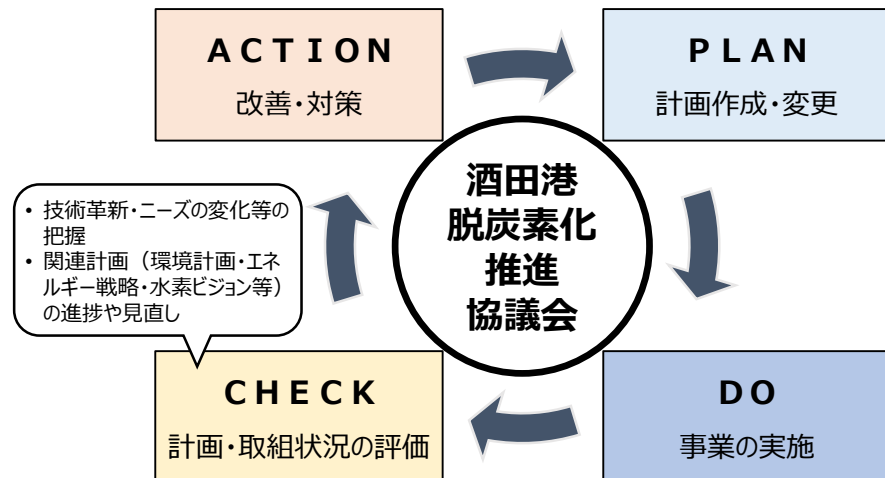 ACTION
改善・対策
PLAN
計画作成・変更
酒田港
脱炭素化
推進
協議会
・技術革新・ニーズの変化等の
把握
・関連計画（環境計画・エネ
ルギー戦略・水素ビジョン等）
の進捗や見直し
CHECK
計画・取組状況の評価
DO
事業の実施